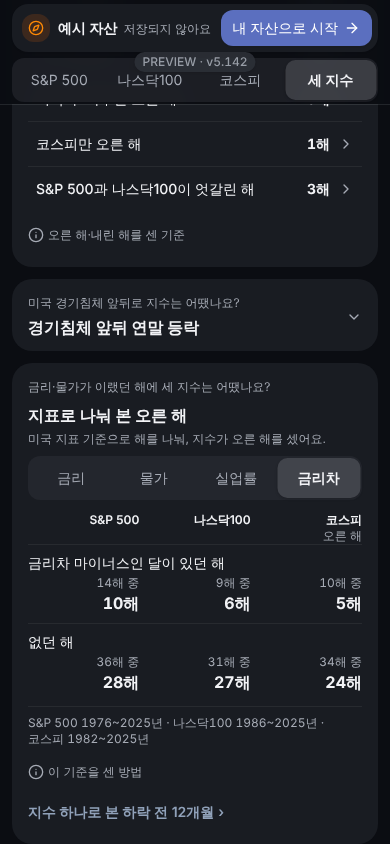 예시 자산 저장되지 않아요 내 자산으로 시작 →
PREVIEW · v5.142
S&P 500 나스닥100 코스피 세 지수
코스피만 오른 해 1해
S&P 500과 나스닥100이 엇갈린 해 3해
오른 해·내린 해를 센 기준
미국 경기침체 앞뒤로 지수는 어땠나요?
경기침체 앞뒤 연말 등락
금리·물가가 이랬던 해에 세 지수는 어땠나요?
지표로 나눠 본 오른 해
미국 지표 기준으로 해를 나눠, 지수가 오른 해를 셌어요.
금리 물가 실업률 금리차
S&P 500 나스닥100 코스피
오른 해
금리차 마이너스인 달이 있던 해
14해 중 9해 중 10해 중
10해 6해 5해
없던 해
36해 중 31해 중 34해 중
28해 27해 24해
S&P 500 1976~2025년 · 나스닥100 1986~2025년 ·
코스피 1982~2025년
이 기준을 센 방법
지수 하나로 본 하락 전 12개월 ›